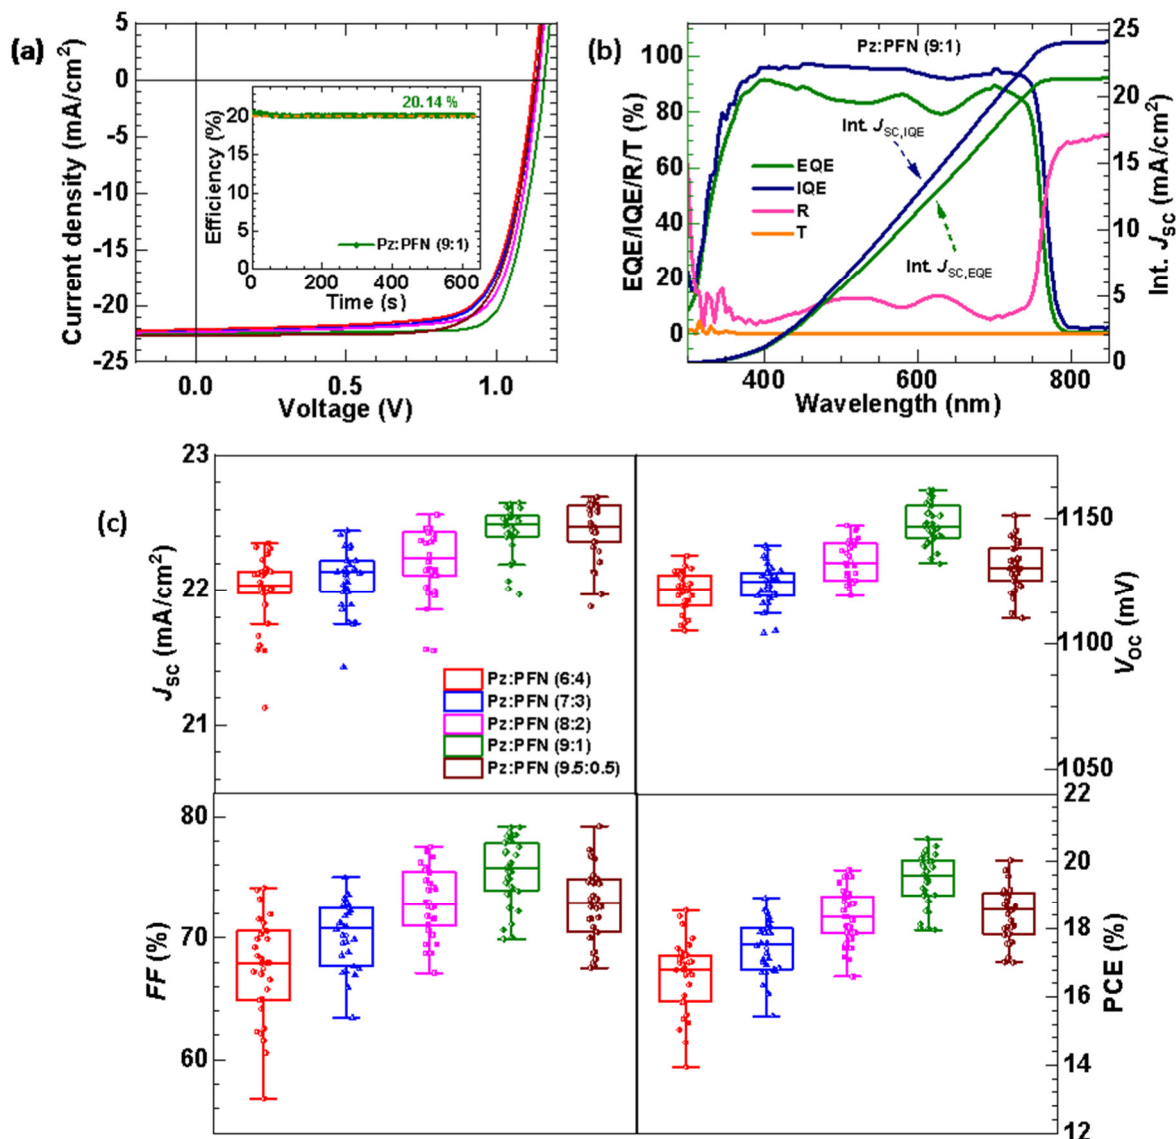 (a)
Current density (mA/cm²)
5
0
-5
-10
-15
-20
-25
0.0 0.5 1.0
Voltage (V)
Efficiency (%)
20
15
10
5
0
20.14 %
Pz:PFN (9:1)
0 200 400 600
Time (s)
(b)
EQE/IQE/R/T (%)
100
80
60
40
20
0
Pz:PFN (9:1)
Int. JSC,IQE
EQE
IQE
R
T
Int. JSC,EQE
25
20
15
10
5
0
Int. JSC (mA/cm²)
400 600 800
Wavelength (nm)
(c)
JSC (mA/cm²)
23
22
21
Pz:PFN (6:4)
Pz:PFN (7:3)
Pz:PFN (8:2)
Pz:PFN (9:1)
Pz:PFN (9.5:0.5)
1150
1100
1050
VOC (mV)
FF (%)
80
70
60
22
20
18
16
14
12
PCE (%)